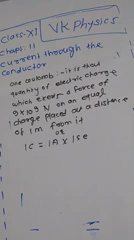 Class-XI
VK Physics
Chapt: 11
current through the
conductor
one coulomb:- it is that
quantity of electric charge
which exerts a force of
9×10⁹ N on an equal
charge placed at a distance
of 1m from it
or
1C = 1A × 1sec